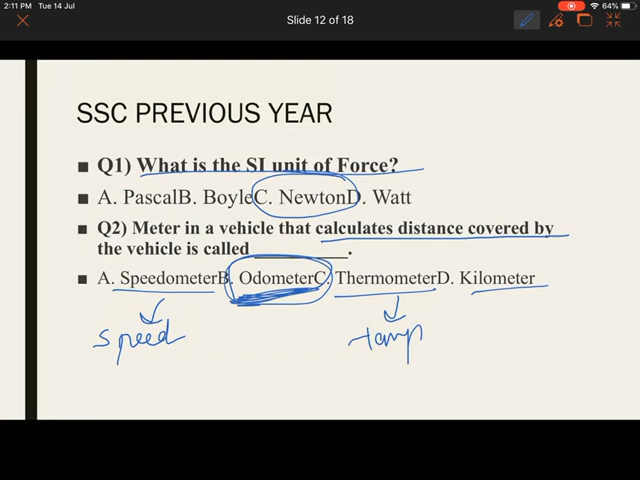 2:11 PM Tue 14 Jul
64%
Slide 12 of 18
SSC PREVIOUS YEAR
■ Q1) What is the SI unit of Force?
■ A. PascalB. BoyleC. NewtonD. Watt
■ Q2) Meter in a vehicle that calculates distance covered by
the vehicle is called __________.
■ A. SpeedometerB. OdometerC. ThermometerD. Kilometer
speed